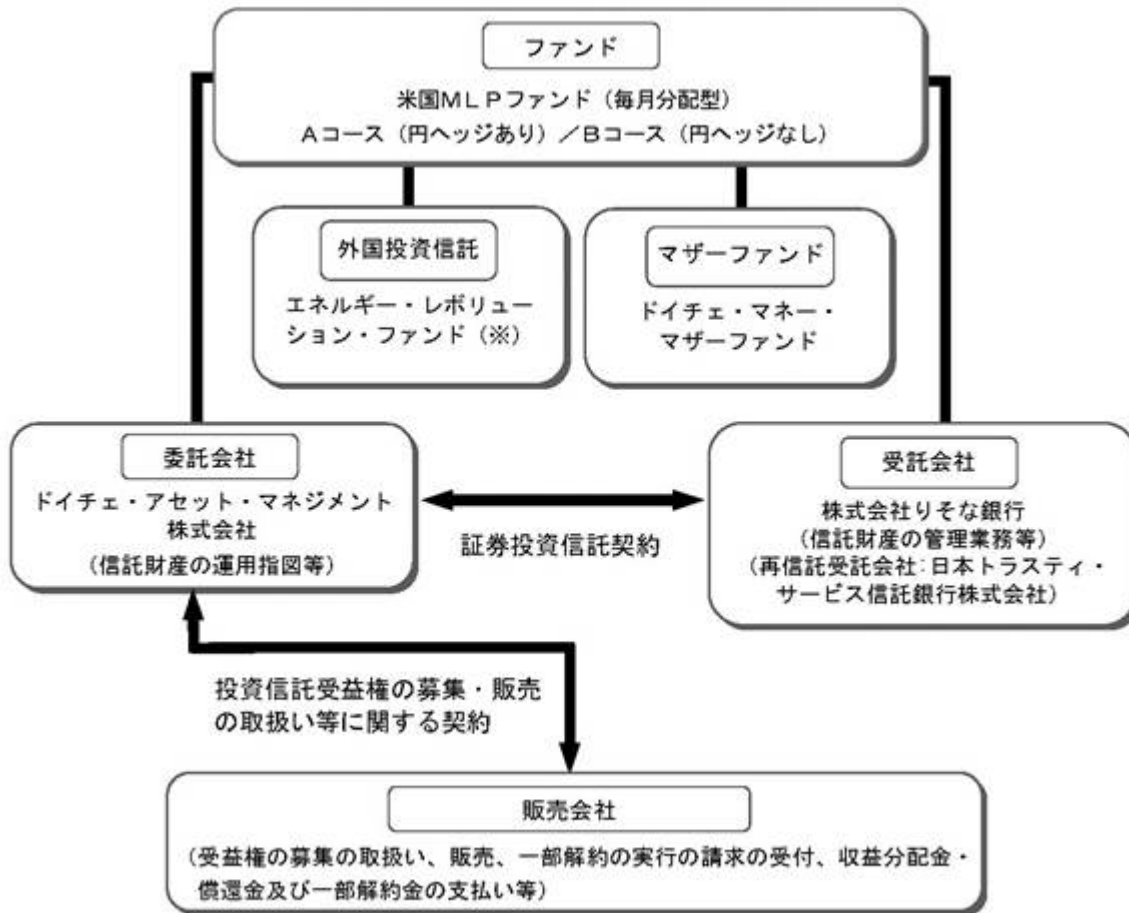 ファンド
米国MLPファンド（毎月分配型）
Aコース（円ヘッジあり）／Bコース（円ヘッジなし）
外国投資信託
エネルギー・レボリュー
ション・ファンド（※）
マザーファンド
ドイチェ・マネー・
マザーファンド
委託会社
ドイチェ・アセット・マネジメント
株式会社
（信託財産の運用指図等）
証券投資信託契約
受託会社
株式会社りそな銀行
（信託財産の管理業務等）
（再信託受託会社：日本トラスティ・
サービス信託銀行株式会社）
投資信託受益権の募集・販売
の取扱い等に関する契約
販売会社
（受益権の募集の取扱い、販売、一部解約の実行の請求の受付、収益分配金・
償還金及び一部解約金の支払い等）